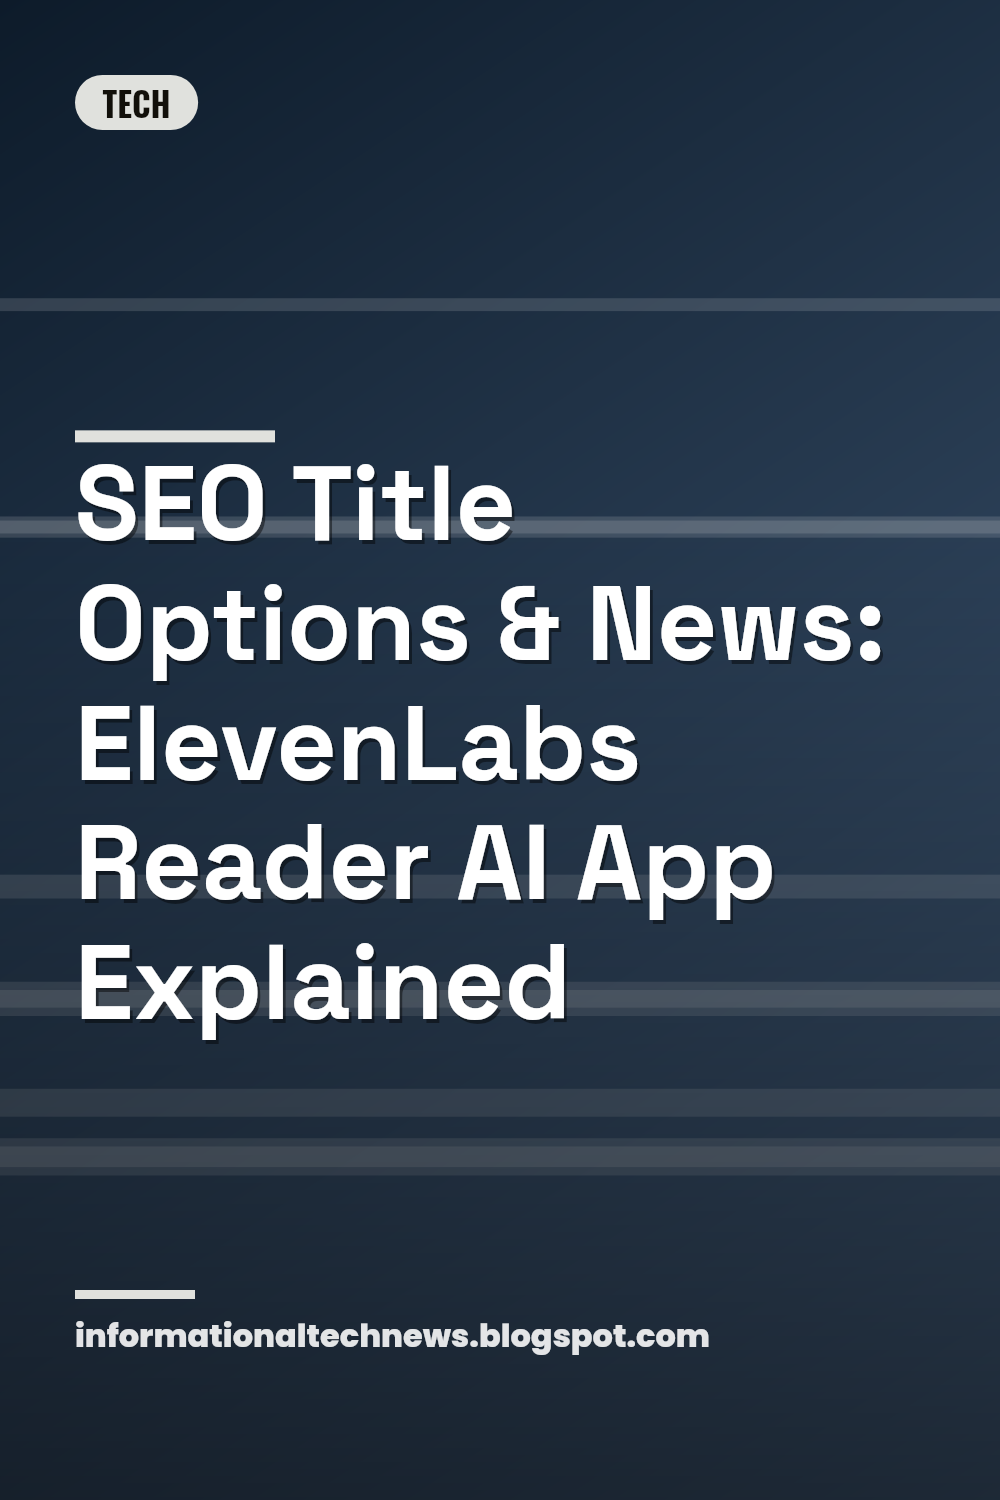 TECH
SEO Title
Options & News:
ElevenLabs
Reader AI App
Explained
informationaltechnews.blogspot.com